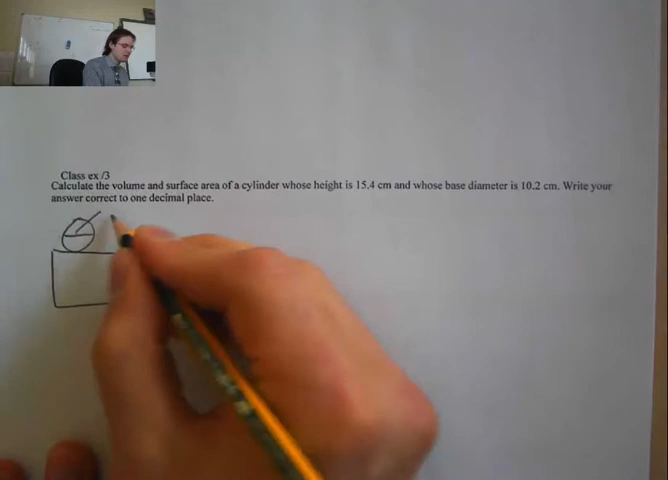 Class ex /3
Calculate the volume and surface area of a cylinder whose height is 15.4 cm and whose base diameter is 10.2 cm. Write your
answer correct to one decimal place.